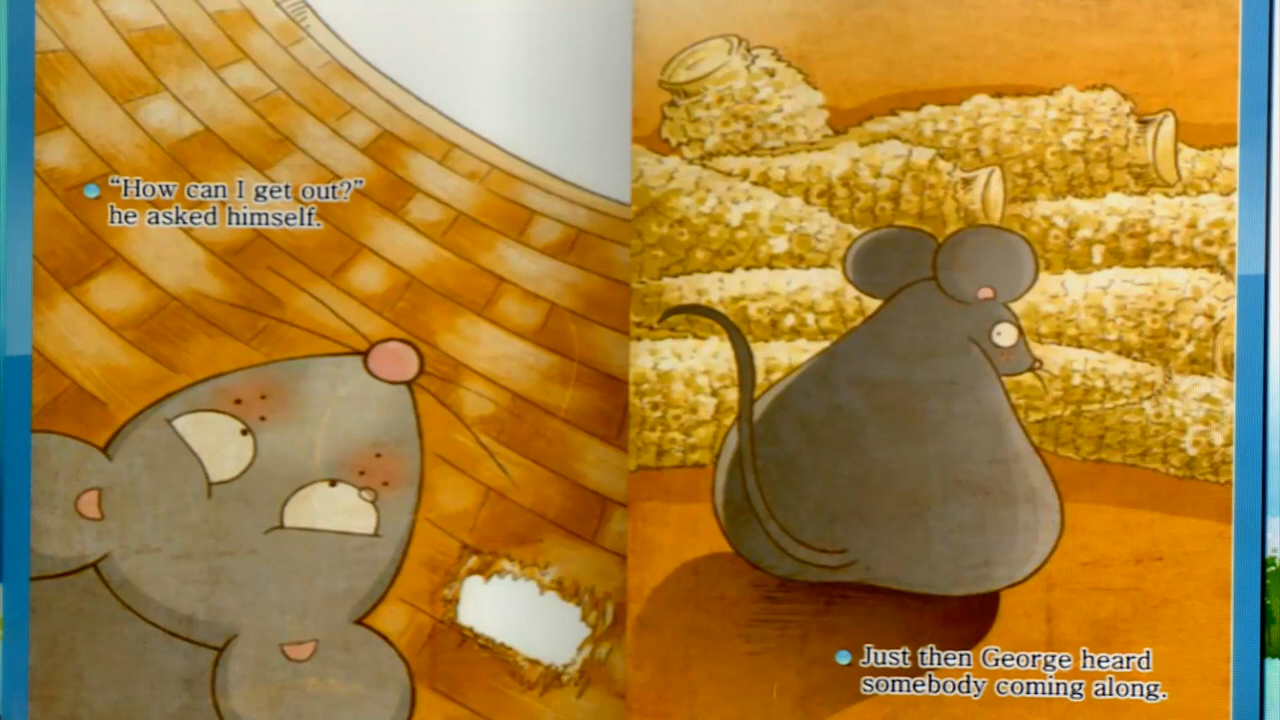 “How can I get out?”
he asked himself.
Just then George heard
somebody coming along.